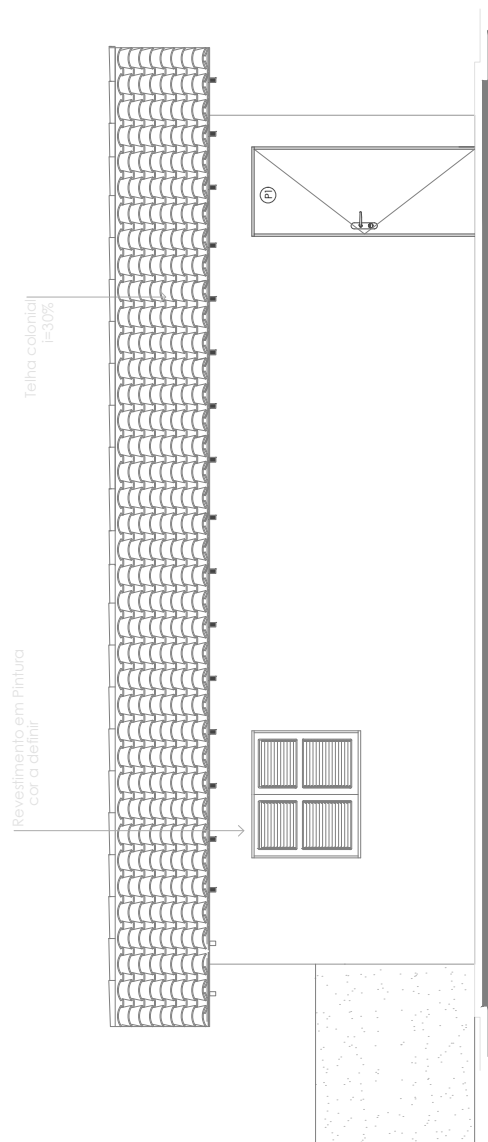 Telha colonial
i=30%
P1
Revestimento em Pintura
cor a definir